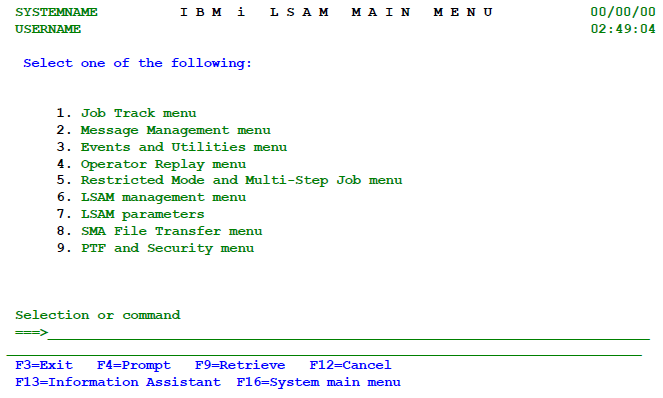 SYSTEMNAME I B M i L S A M M A I N M E N U 00/00/00
USERNAME 02:49:04
Select one of the following:
1. Job Track menu
2. Message Management menu
3. Events and Utilities menu
4. Operator Replay menu
5. Restricted Mode and Multi-Step Job menu
6. LSAM management menu
7. LSAM parameters
8. SMA File Transfer menu
9. PTF and Security menu
Selection or command
===>
F3=Exit F4=Prompt F9=Retrieve F12=Cancel
F13=Information Assistant F16=System main menu